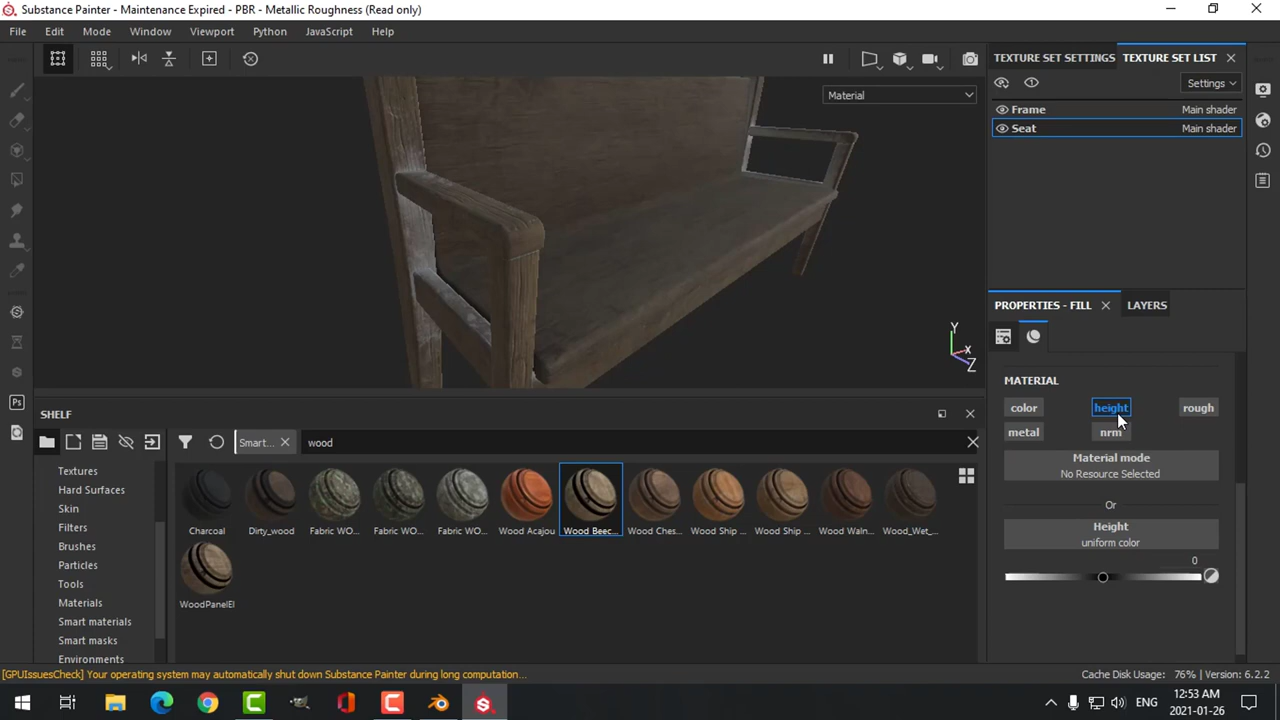 Substance Painter - Maintenance Expired - PBR - Metallic Roughness (Read only)
File Edit Mode Window Viewport Python JavaScript Help
TEXTURE SET SETTINGS TEXTURE SET LIST
Settings
Material
Frame Main shader
Seat Main shader
Y
X
Z
PROPERTIES - FILL LAYERS
MATERIAL
color height rough
metal nrm
Material mode
No Resource Selected
Or
Height
uniform color
0
SHELF
Smart... wood
Textures
Hard Surfaces
Skin
Filters
Brushes
Particles
Tools
Materials
Smart materials
Smart masks
Environments
Charcoal Dirty_wood Fabric WO... Fabric WO... Fabric WO... Wood Acajou Wood Beec... Wood Ches... Wood Ship ... Wood Ship ... Wood Waln... Wood_Wet_...
WoodPanelEl
[GPUIssuesCheck] Your operating system may automatically shut down Substance Painter during long computation...
Cache Disk Usage: 76% | Version: 6.2.2
Ps
ENG
12:53 AM
2021-01-26